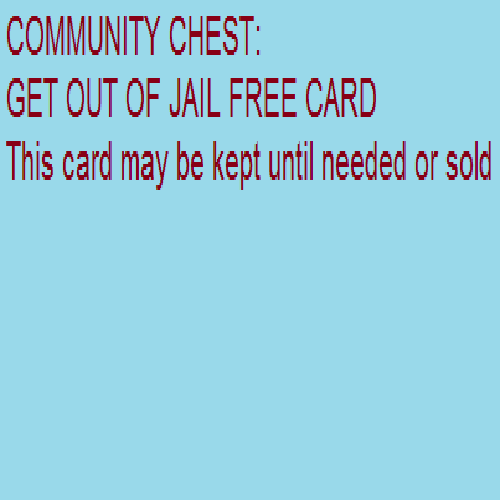 COMMUNITY CHEST:
GET OUT OF JAIL FREE CARD
This card may be kept until needed or sold